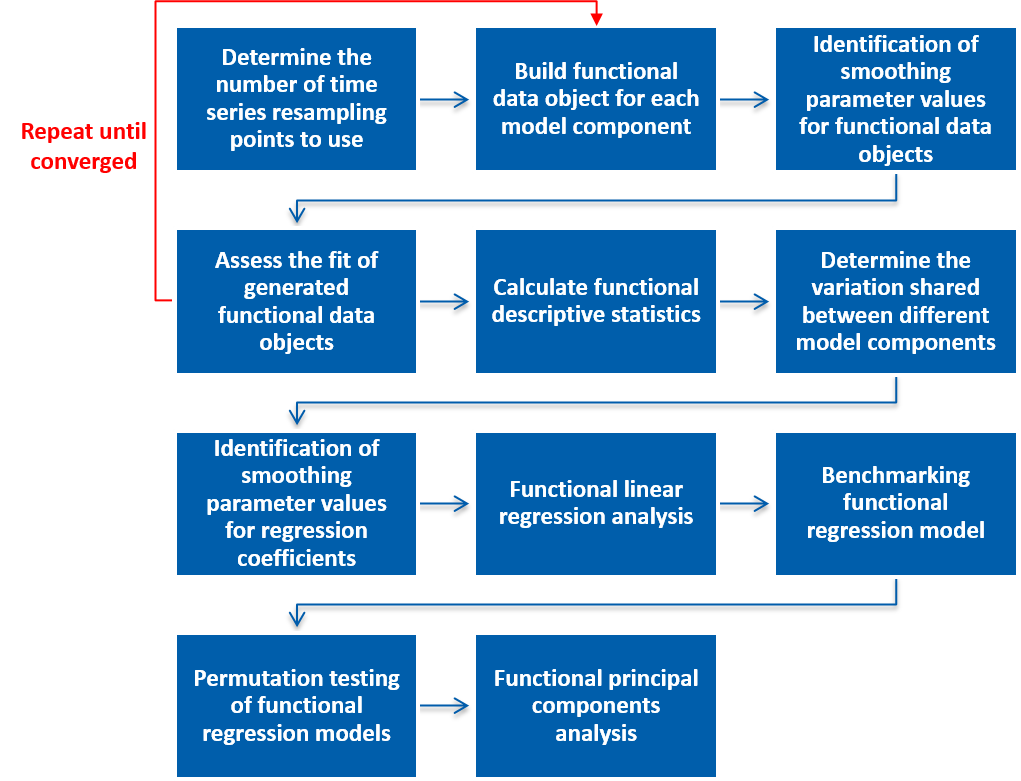 Determine the
number of time
series resampling
points to use
Build functional
data object for each
model component
Identification of
smoothing
parameter values
for functional data
objects
Repeat until
converged
Assess the fit of
generated
functional data
objects
Calculate functional
descriptive statistics
Determine the
variation shared
between different
model components
Identification of
smoothing
parameter values
for regression
coefficients
Functional linear
regression analysis
Benchmarking
functional
regression model
Permutation testing
of functional
regression models
Functional principal
components
analysis